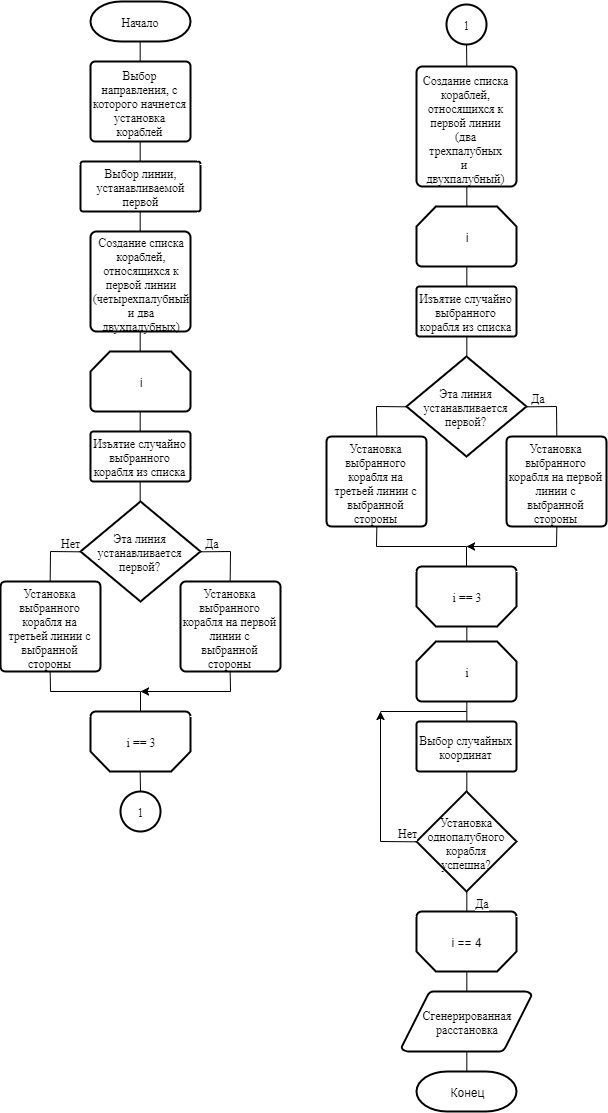 Начало
Выбор
направления, с
которого начнется
установка
кораблей
Выбор линии,
устанавливаемой
первой
Создание списка
кораблей,
относящихся к
первой линии
(четырехпалубный
и два
двухпалубных)
i
Изъятие случайно
выбранного
корабля из списка
Эта линия
устанавливается
первой?
Нет
Да
Установка
выбранного
корабля на
третьей линии с
выбранной
стороны
Установка
выбранного
корабля на первой
линии с
выбранной
стороны
i == 3
1
1
Создание списка
кораблей,
относящихся к
первой линии
(два
трехпалубных
и
двухпалубный)
i
Изъятие случайно
выбранного
корабля из списка
Эта линия
устанавливается
первой?
Да
Установка
выбранного
корабля на
третьей линии с
выбранной
стороны
Установка
выбранного
корабля на первой
линии с
выбранной
стороны
i == 3
i
Выбор случайных
координат
Установка
однопалубного
корабля
успешна?
Нет
Да
i == 4
Сгенерированная
расстановка
Конец